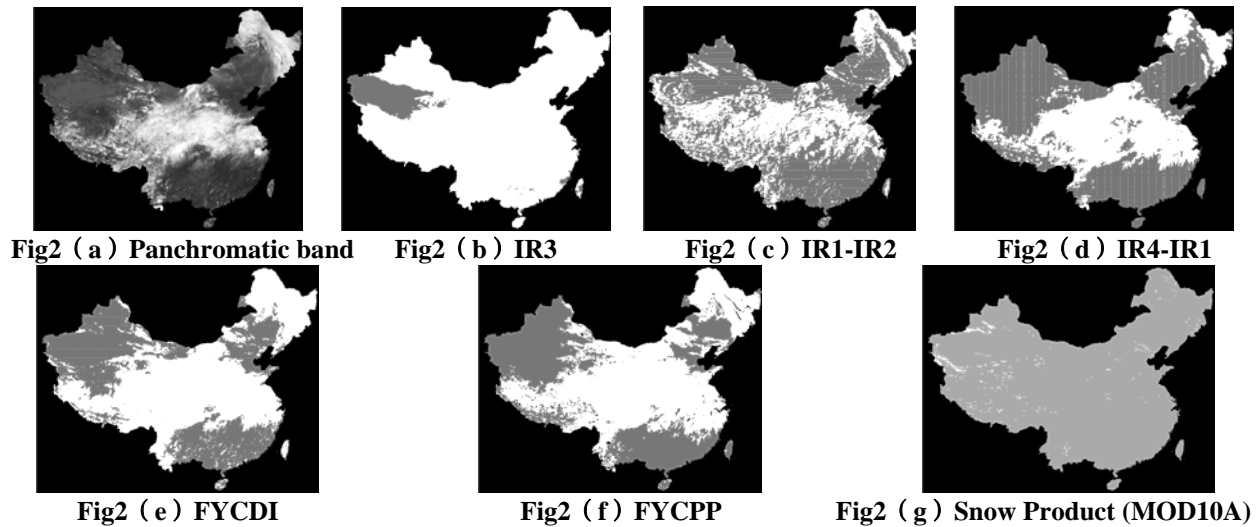 Fig2（a）Panchromatic band
Fig2（b）IR3
Fig2（c）IR1-IR2
Fig2（d）IR4-IR1
Fig2（e）FYCDI
Fig2（f）FYCPP
Fig2（g）Snow Product (MOD10A)